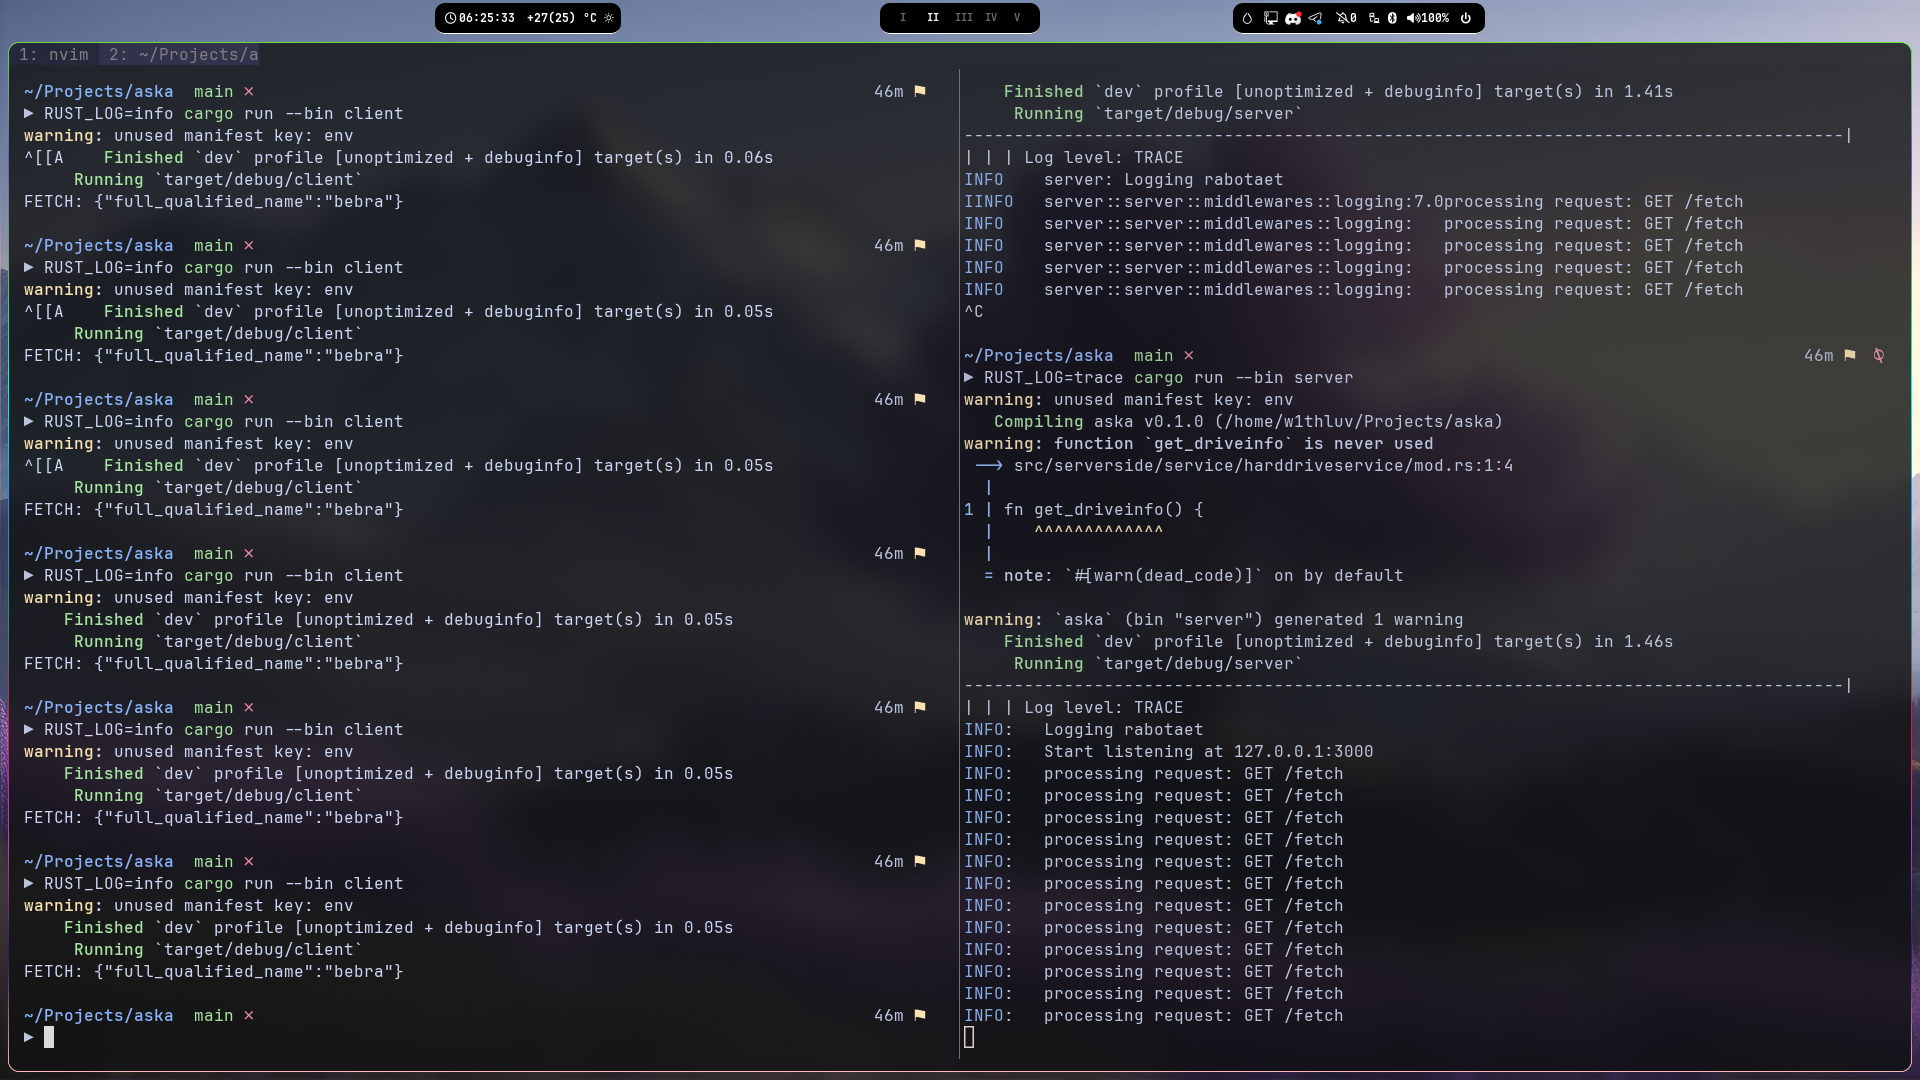 06:25:33 +27(25) °C
I II III IV V
0 100%
1: nvim 2: ~/Projects/a
~/Projects/aska main × 46m
▶ RUST_LOG=info cargo run --bin client
warning: unused manifest key: env
^[[A    Finished `dev` profile [unoptimized + debuginfo] target(s) in 0.06s
Running `target/debug/client`
FETCH: {"full_qualified_name":"bebra"}
~/Projects/aska main × 46m
▶ RUST_LOG=info cargo run --bin client
warning: unused manifest key: env
^[[A    Finished `dev` profile [unoptimized + debuginfo] target(s) in 0.05s
Running `target/debug/client`
FETCH: {"full_qualified_name":"bebra"}
~/Projects/aska main × 46m
▶ RUST_LOG=info cargo run --bin client
warning: unused manifest key: env
^[[A    Finished `dev` profile [unoptimized + debuginfo] target(s) in 0.05s
Running `target/debug/client`
FETCH: {"full_qualified_name":"bebra"}
~/Projects/aska main × 46m
▶ RUST_LOG=info cargo run --bin client
warning: unused manifest key: env
Finished `dev` profile [unoptimized + debuginfo] target(s) in 0.05s
Running `target/debug/client`
FETCH: {"full_qualified_name":"bebra"}
~/Projects/aska main × 46m
▶ RUST_LOG=info cargo run --bin client
warning: unused manifest key: env
Finished `dev` profile [unoptimized + debuginfo] target(s) in 0.05s
Running `target/debug/client`
FETCH: {"full_qualified_name":"bebra"}
~/Projects/aska main × 46m
▶ RUST_LOG=info cargo run --bin client
warning: unused manifest key: env
Finished `dev` profile [unoptimized + debuginfo] target(s) in 0.05s
Running `target/debug/client`
FETCH: {"full_qualified_name":"bebra"}
~/Projects/aska main × 46m
▶
Finished `dev` profile [unoptimized + debuginfo] target(s) in 1.41s
Running `target/debug/server`
----------------------------------------------------------------------------------------|
| | | Log level: TRACE
INFO    server: Logging rabotaet
IINFO   server::server::middlewares::logging:7.0processing request: GET /fetch
INFO    server::server::middlewares::logging:   processing request: GET /fetch
INFO    server::server::middlewares::logging:   processing request: GET /fetch
INFO    server::server::middlewares::logging:   processing request: GET /fetch
INFO    server::server::middlewares::logging:   processing request: GET /fetch
^C
~/Projects/aska main × 46m
▶ RUST_LOG=trace cargo run --bin server
warning: unused manifest key: env
Compiling aska v0.1.0 (/home/w1thluv/Projects/aska)
warning: function `get_driveinfo` is never used
--> src/serverside/service/harddriveservice/mod.rs:1:4
|
1 | fn get_driveinfo() {
|    ^^^^^^^^^^^^^
|
= note: `#[warn(dead_code)]` on by default
warning: `aska` (bin "server") generated 1 warning
Finished `dev` profile [unoptimized + debuginfo] target(s) in 1.46s
Running `target/debug/server`
----------------------------------------------------------------------------------------|
| | | Log level: TRACE
INFO:   Logging rabotaet
INFO:   Start listening at 127.0.0.1:3000
INFO:   processing request: GET /fetch
INFO:   processing request: GET /fetch
INFO:   processing request: GET /fetch
INFO:   processing request: GET /fetch
INFO:   processing request: GET /fetch
INFO:   processing request: GET /fetch
INFO:   processing request: GET /fetch
INFO:   processing request: GET /fetch
INFO:   processing request: GET /fetch
INFO:   processing request: GET /fetch
INFO:   processing request: GET /fetch
INFO:   processing request: GET /fetch